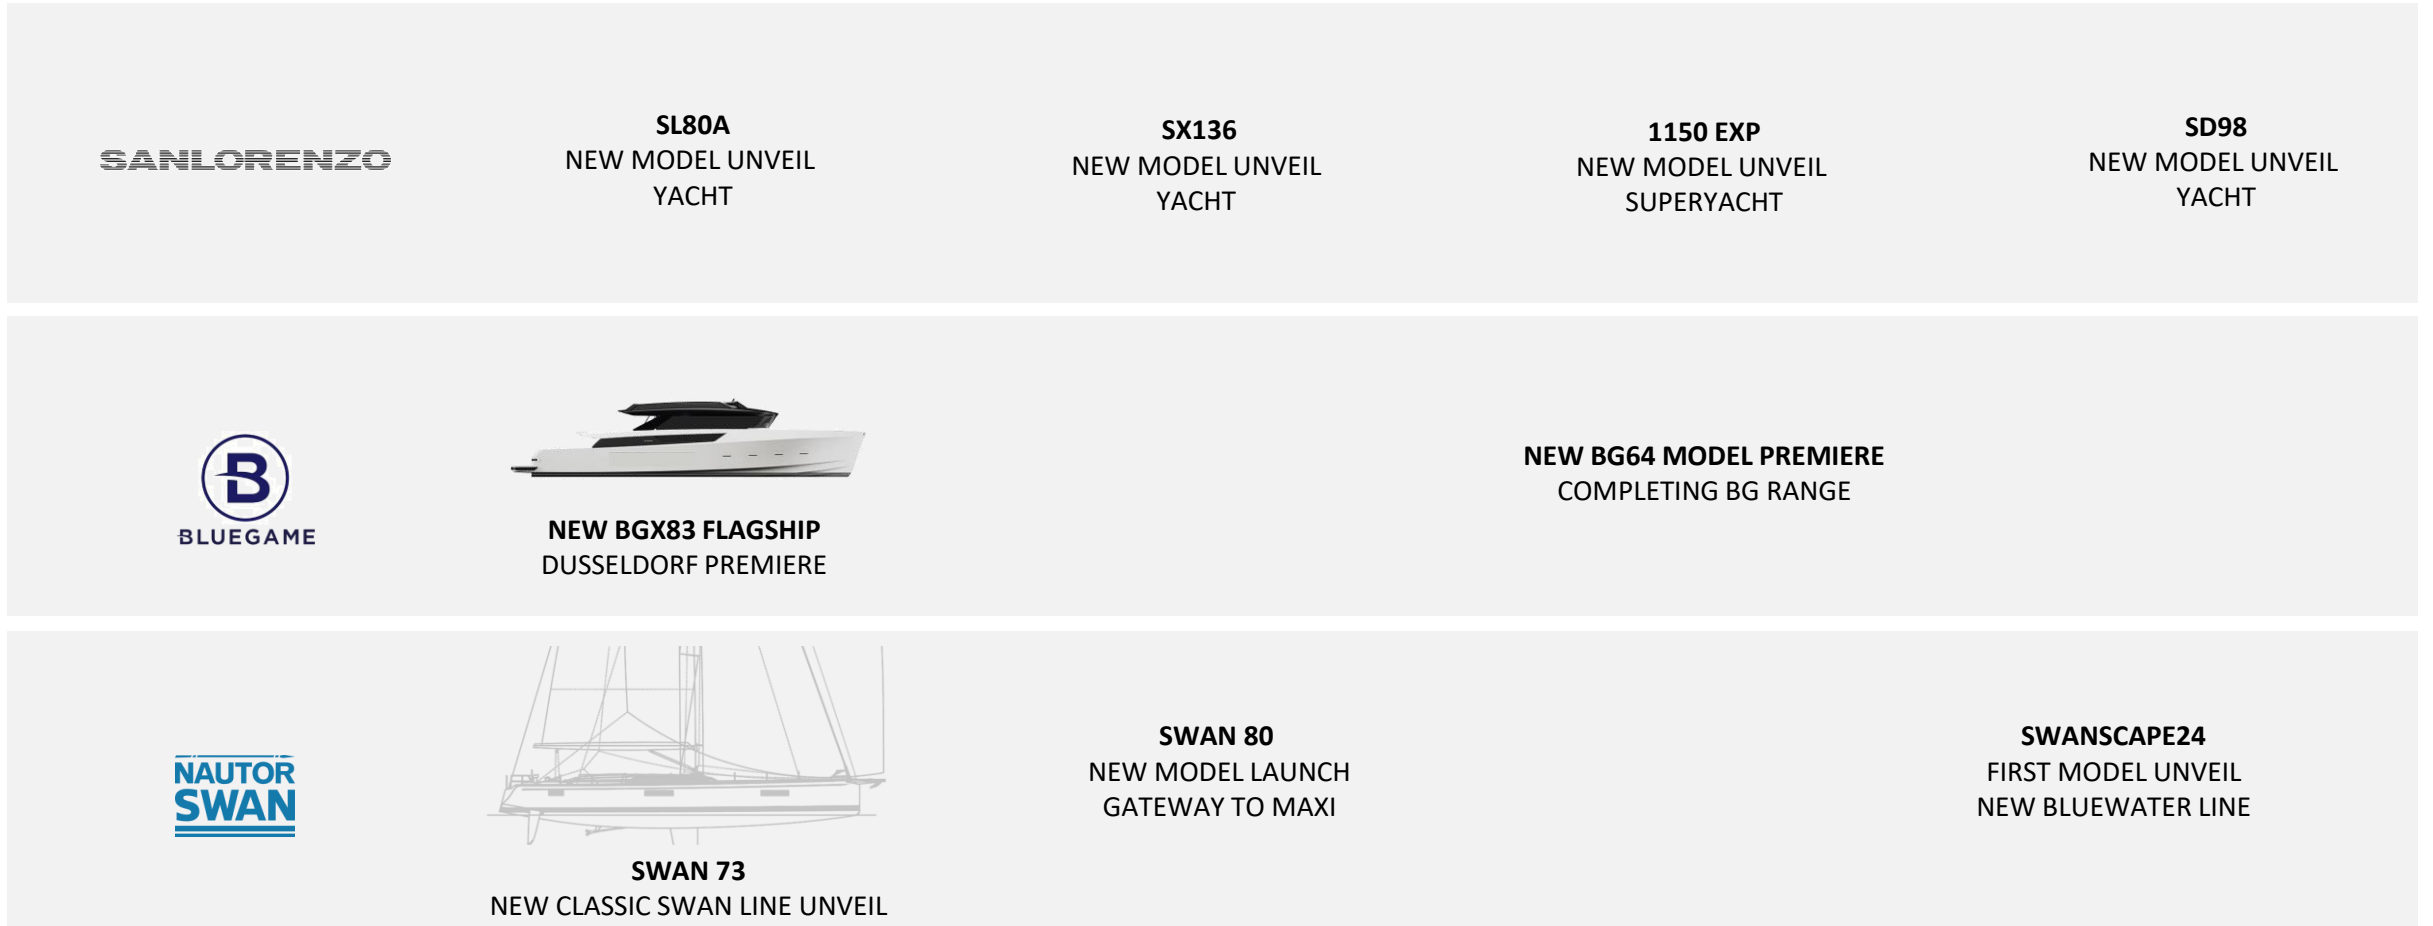 SANLORENZO
SL80A
NEW MODEL UNVEIL
YACHT
SX136
NEW MODEL UNVEIL
YACHT
1150 EXP
NEW MODEL UNVEIL
SUPERYACHT
SD98
NEW MODEL UNVEIL
YACHT
B
BLUEGAME
NEW BGX83 FLAGSHIP
DUSSELDORF PREMIERE
NEW BG64 MODEL PREMIERE
COMPLETING BG RANGE
NAUTOR
SWAN
SWAN 73
NEW CLASSIC SWAN LINE UNVEIL
SWAN 80
NEW MODEL LAUNCH
GATEWAY TO MAXI
SWANSCAPE24
FIRST MODEL UNVEIL
NEW BLUEWATER LINE